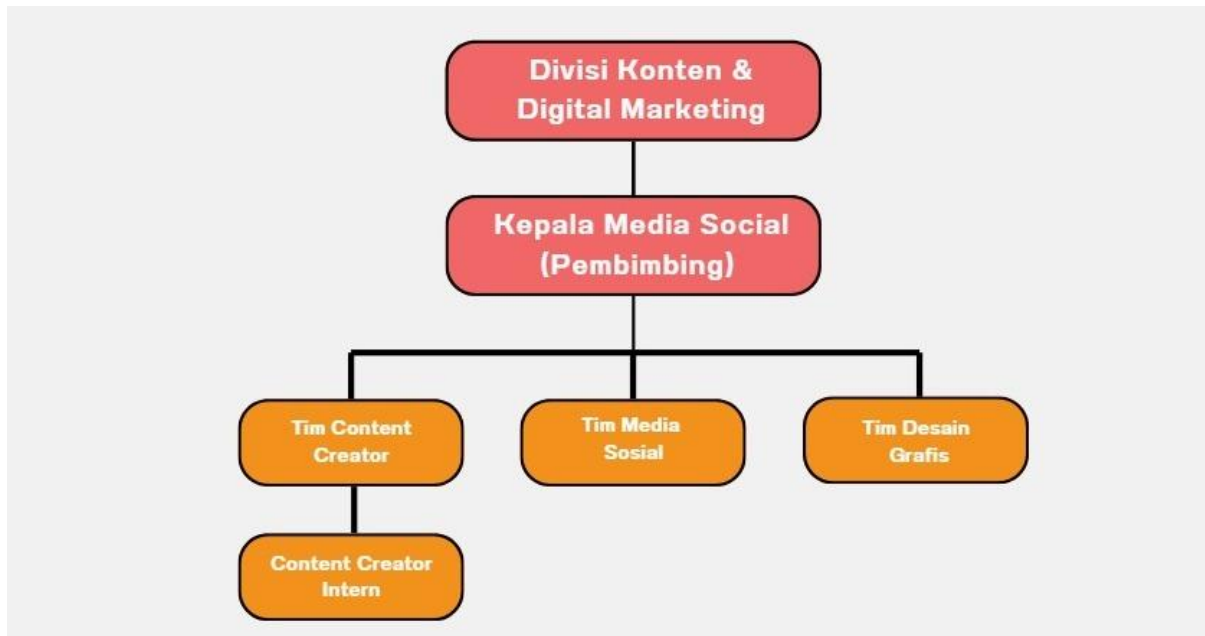 Divisi Konten &
Digital Marketing
Kepala Media Social
(Pembimbing)
Tim Content
Creator
Tim Media
Sosial
Tim Desain
Grafis
Content Creator
Intern